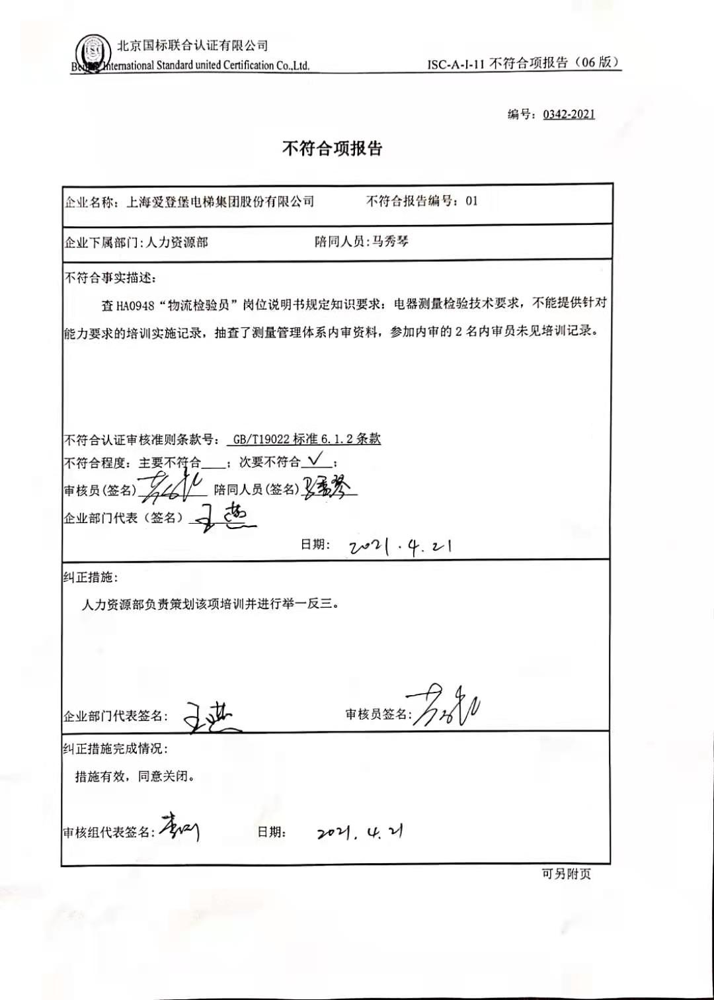 北京国标联合认证有限公司
International Standard united Certification Co.,Ltd.
ISC-A-I-11 不符合项报告（06 版）
编号：0342-2021
不符合项报告
企业名称：上海爱登堡电梯集团股份有限公司 不符合报告编号：01
企业下属部门:人力资源部 陪同人员:马秀琴
不符合事实描述：
查 HA0948“物流检验员”岗位说明书规定知识要求：电器测量检验技术要求，不能提供针对
能力要求的培训实施记录，抽查了测量管理体系内审资料，参加内审的 2 名内审员未见培训记录。
不符合认证审核准则条款号： GB/T19022 标准 6.1.2 条款
不符合程度：主要不符合____；次要不符合 ✓ ；
审核员(签名) 陪同人员(签名) 马秀琴
企业部门代表（签名） 王燕
日期： 2021.4.21
纠正措施:
人力资源部负责策划该项培训并进行举一反三。
企业部门代表签名: 王燕 审核员签名:
纠正措施完成情况:
措施有效，同意关闭。
审核组代表签名: 日期： 2021.4.21
可另附页